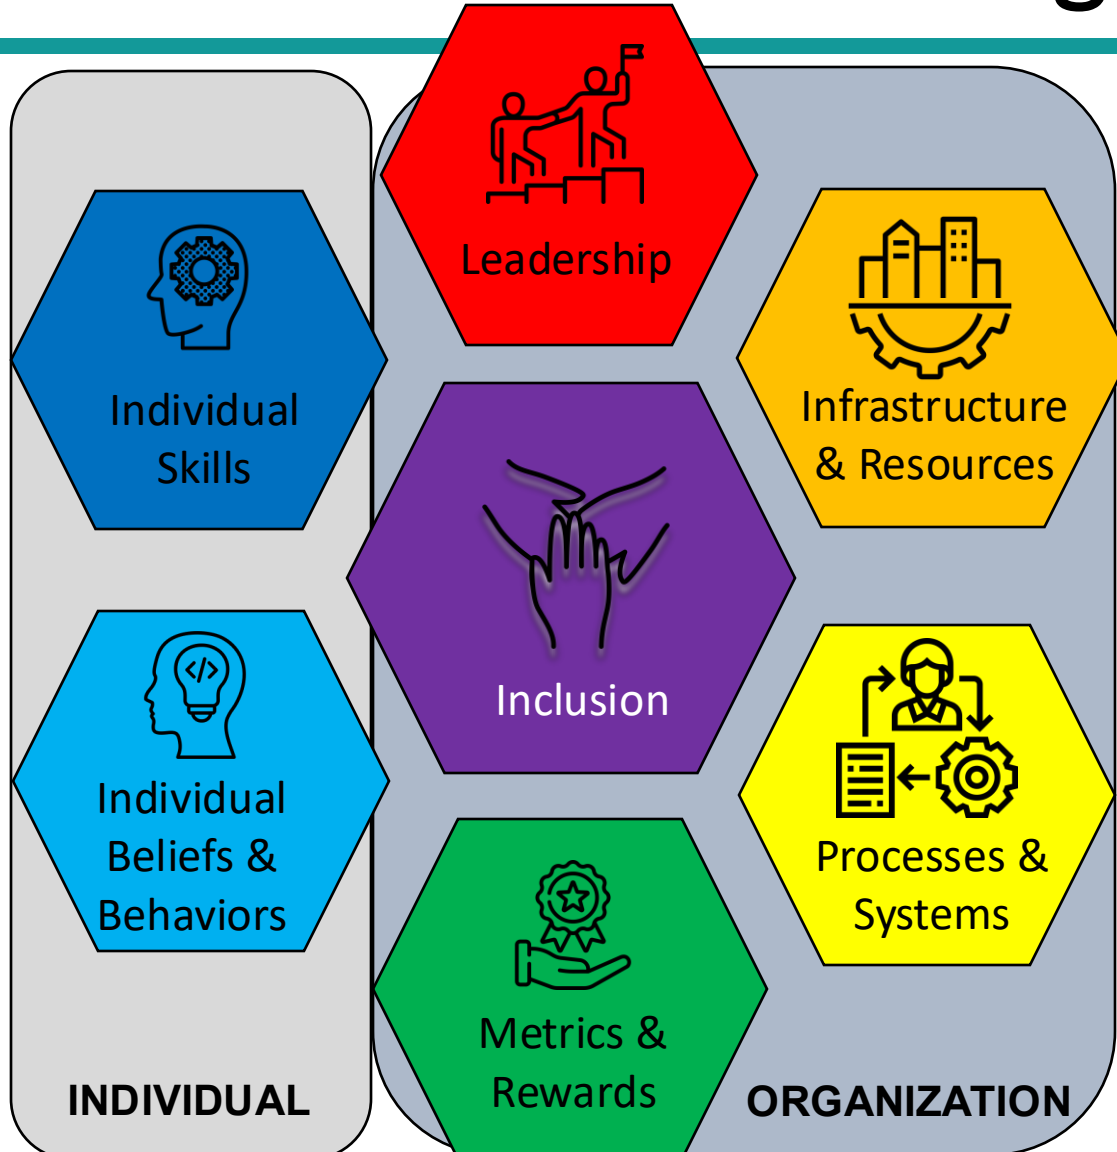 g
Leadership
Individual
Skills
Infrastructure
& Resources
Inclusion
</>
Individual
Beliefs &
Behaviors
Processes &
Systems
Metrics &
Rewards
INDIVIDUAL
ORGANIZATION